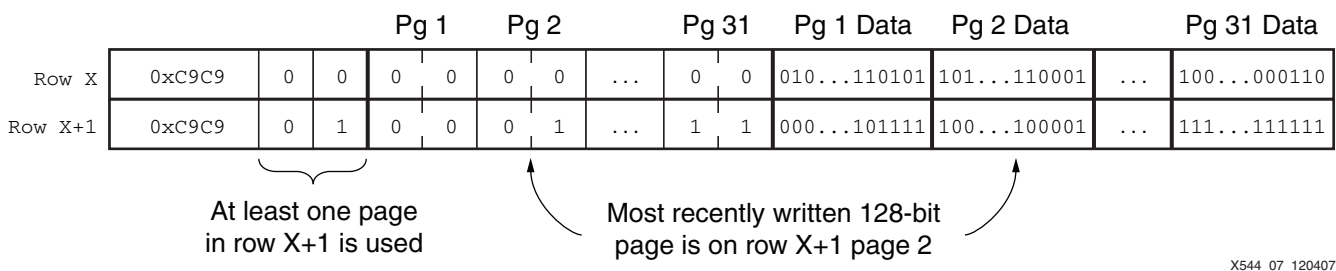 Pg 1 Pg 2 Pg 31 Pg 1 Data Pg 2 Data Pg 31 Data
Row X 0xC9C9 0 0 0 0 0 0 ... 0 0 010...110101 101...110001 ... 100...000110
Row X+1 0xC9C9 0 1 0 0 0 1 ... 1 1 000...101111 100...100001 ... 111...111111
At least one page
in row X+1 is used
Most recently written 128-bit
page is on row X+1 page 2
X544_07_120407